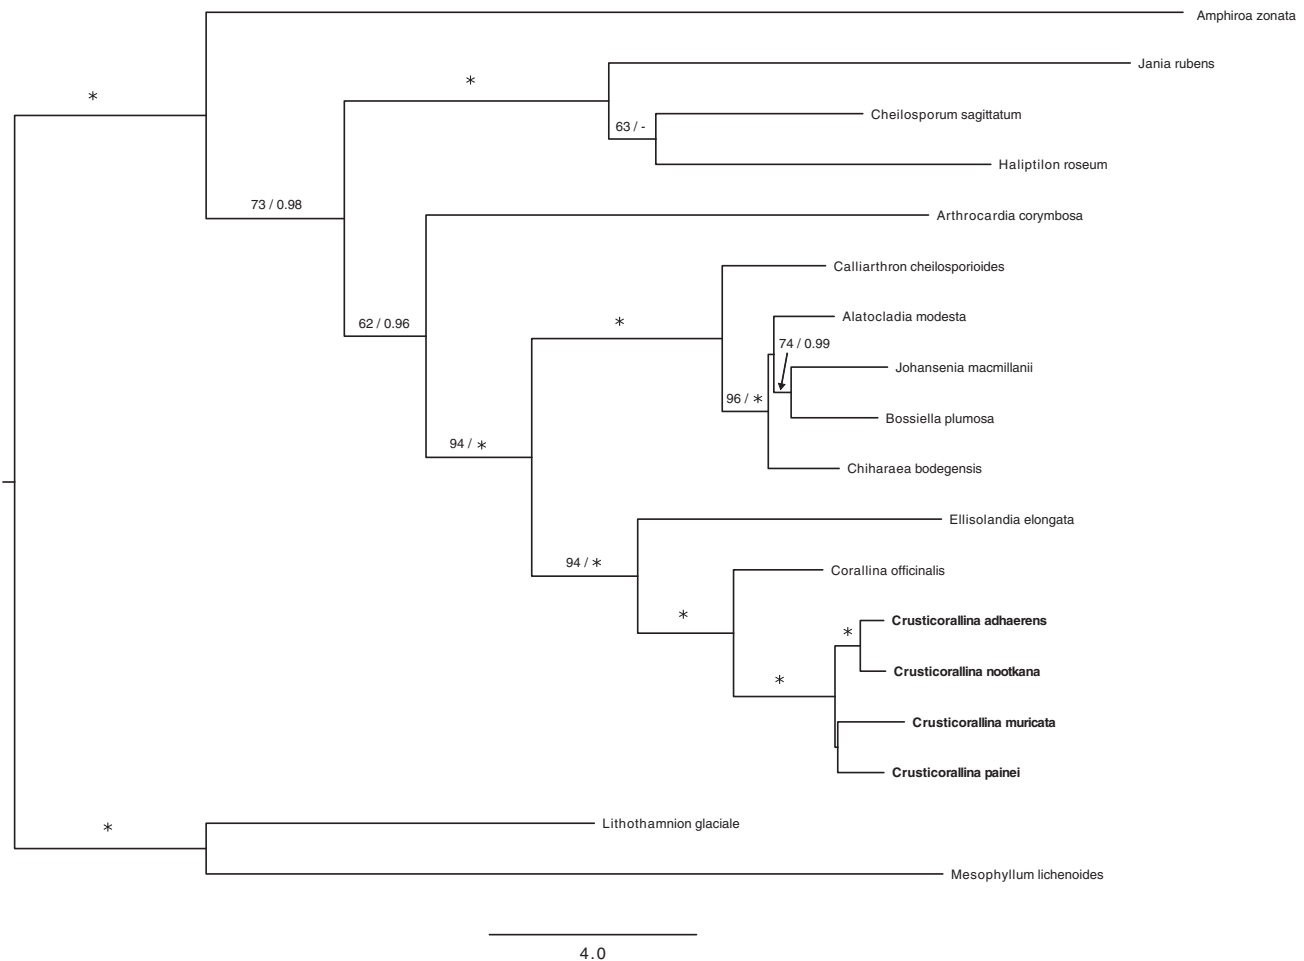 Amphiroa zonata
Jania rubens
*
*
Cheilosporum sagittatum
63 / -
Haliptilon roseum
73 / 0.98
Arthrocardia corymbosa
Calliarthron cheilosporioides
Alatocladia modesta
62 / 0.96
*
74 / 0.99
Johansenia macmillanii
96 / *
Bossiella plumosa
94 / *
Chiharaea bodegensis
Ellisolandia elongata
94 / *
Corallina officinalis
*
Crusticorallina adhaerens
*
Crusticorallina nootkana
*
Crusticorallina muricata
Crusticorallina painei
*
Lithothamnion glaciale
Mesophyllum lichenoides
4.0